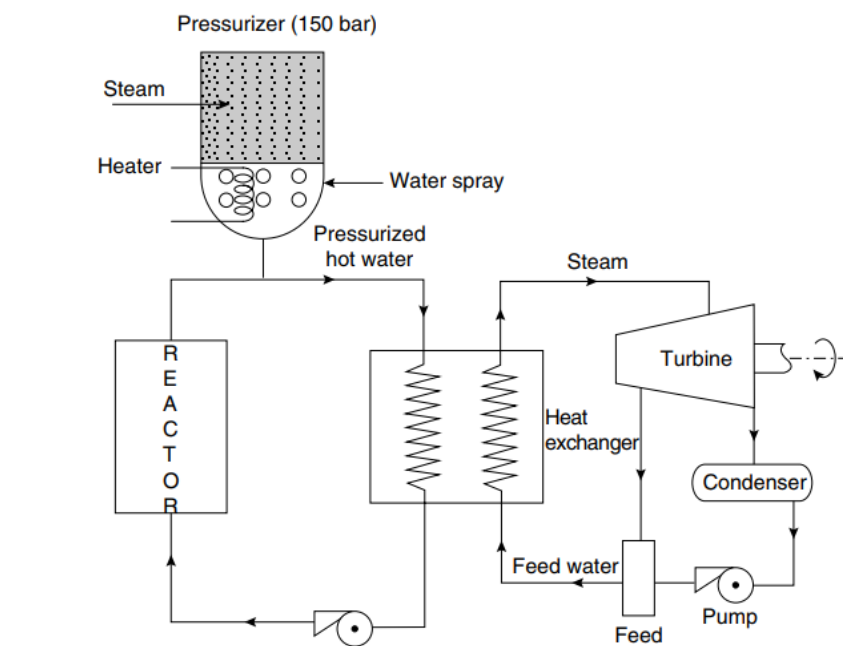 Pressurizer (150 bar)
Steam
Heater
Water spray
Pressurized
hot water
Steam
R
E
A
C
T
O
R
Turbine
Heat
exchanger
Condenser
Feed water
Pump
Feed